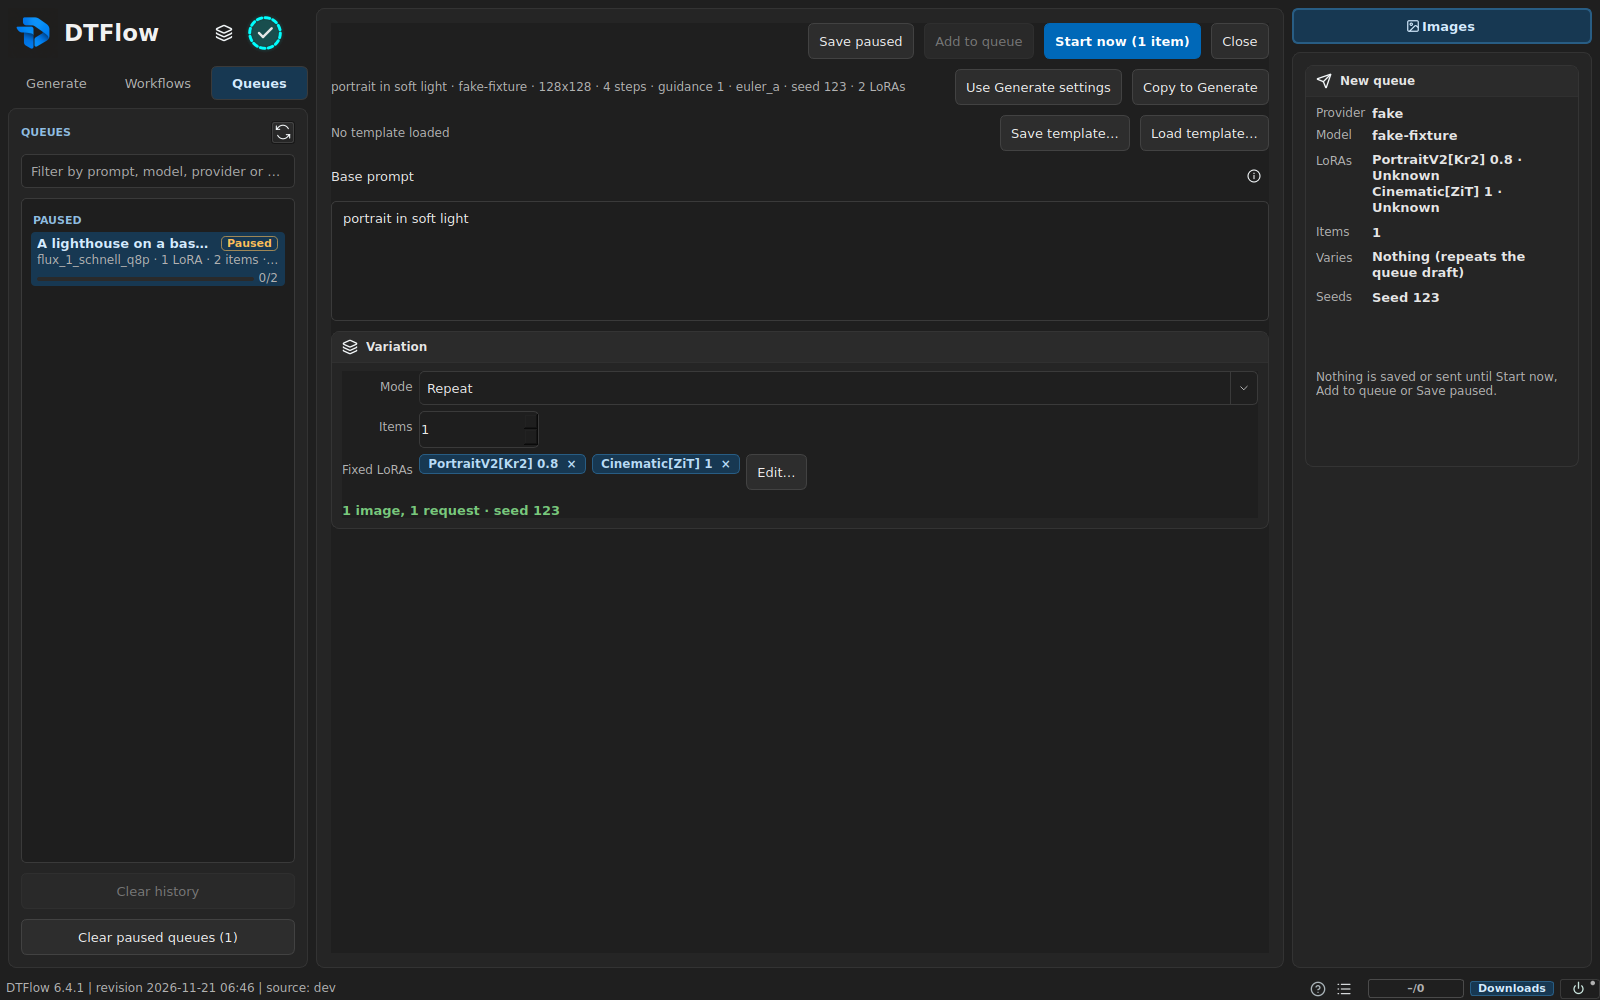 DTFlow
Generate
Workflows
Queues
QUEUES
Filter by prompt, model, provider or ...
PAUSED
A lighthouse on a bas...
Paused
flux_1_schnell_q8p · 1 LoRA · 2 items ·...
0/2
Clear history
Clear paused queues (1)
Save paused
Add to queue
Start now (1 item)
Close
portrait in soft light · fake-fixture · 128x128 · 4 steps · guidance 1 · euler_a · seed 123 · 2 LoRAs
Use Generate settings
Copy to Generate
No template loaded
Save template...
Load template...
Base prompt
portrait in soft light
Variation
Mode
Repeat
Items
1
Fixed LoRAs
PortraitV2[Kr2] 0.8 ×
Cinematic[ZiT] 1 ×
Edit...
1 image, 1 request · seed 123
Images
New queue
Provider fake
Model fake-fixture
LoRAs PortraitV2[Kr2] 0.8 ·
Unknown
Cinematic[ZiT] 1 ·
Unknown
Items 1
Varies Nothing (repeats the
queue draft)
Seeds Seed 123
Nothing is saved or sent until Start now,
Add to queue or Save paused.
DTFlow 6.4.1 | revision 2026-11-21 06:46 | source: dev
-/0
Downloads